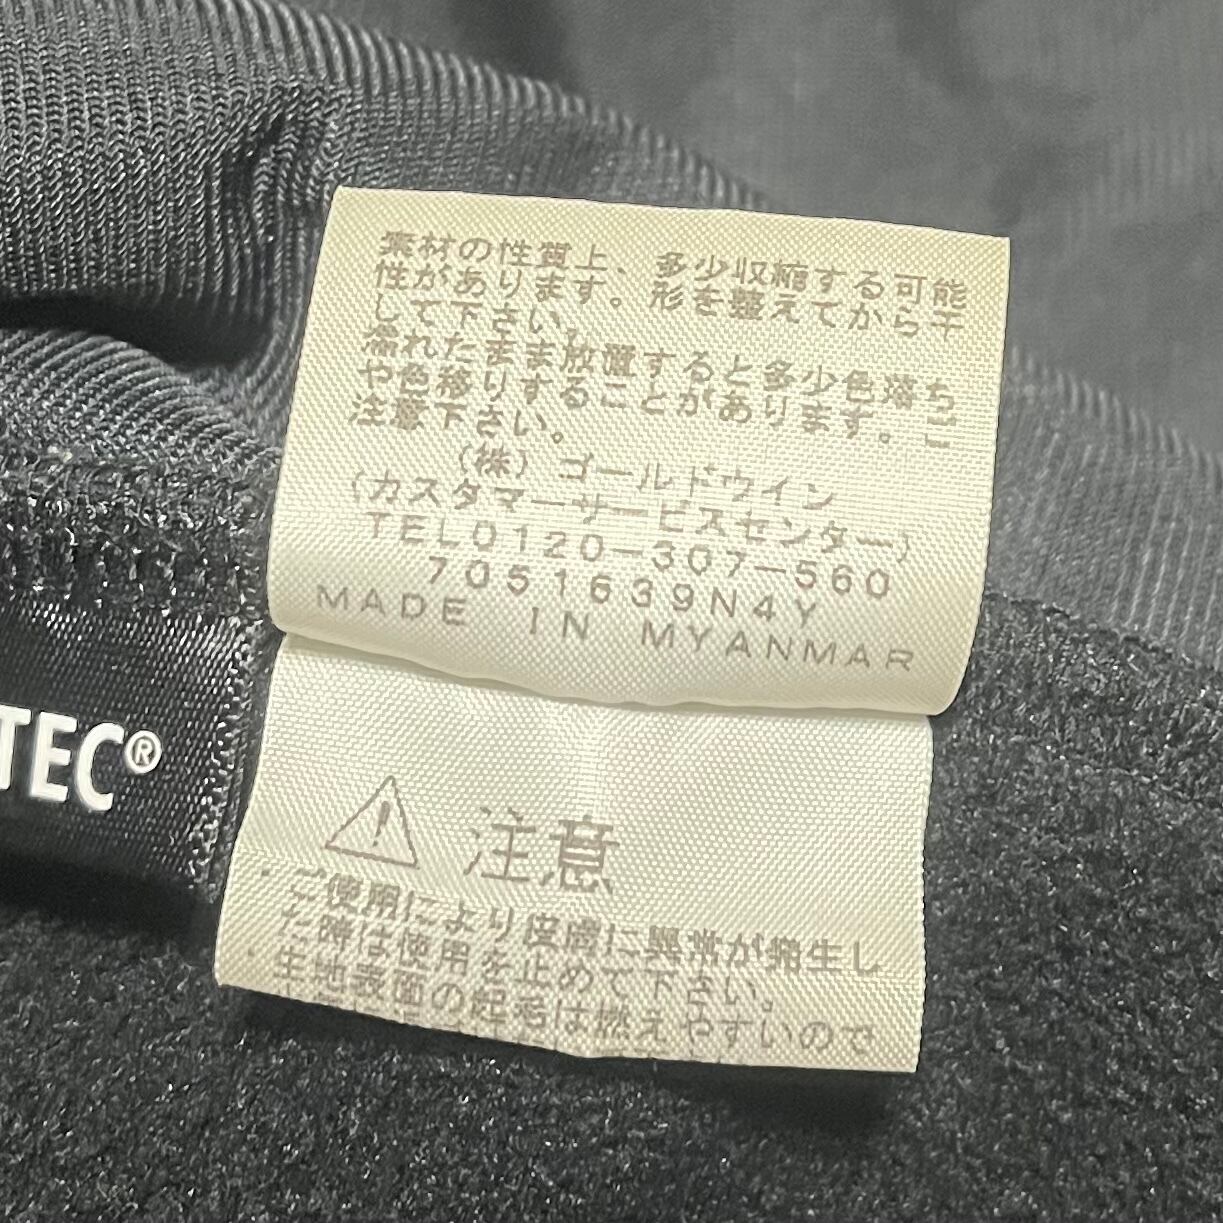 素材の性質上、多少収縮する可能
性があります。形を整えてから干
して下さい。
濡れたまま放置すると多少色落ち
や色移りすることがあります。ご
注意下さい。
(株) ゴールドウイン
(カスタマーサービスセンター)
TEL0120-307-560
7051639N4Y
MADE IN MYANMAR
TEC®
⚠ 注意
・ご使用により皮膚に異常が発生し
た時は使用を止めて下さい。
・生地表面の起毛は燃えやすいので